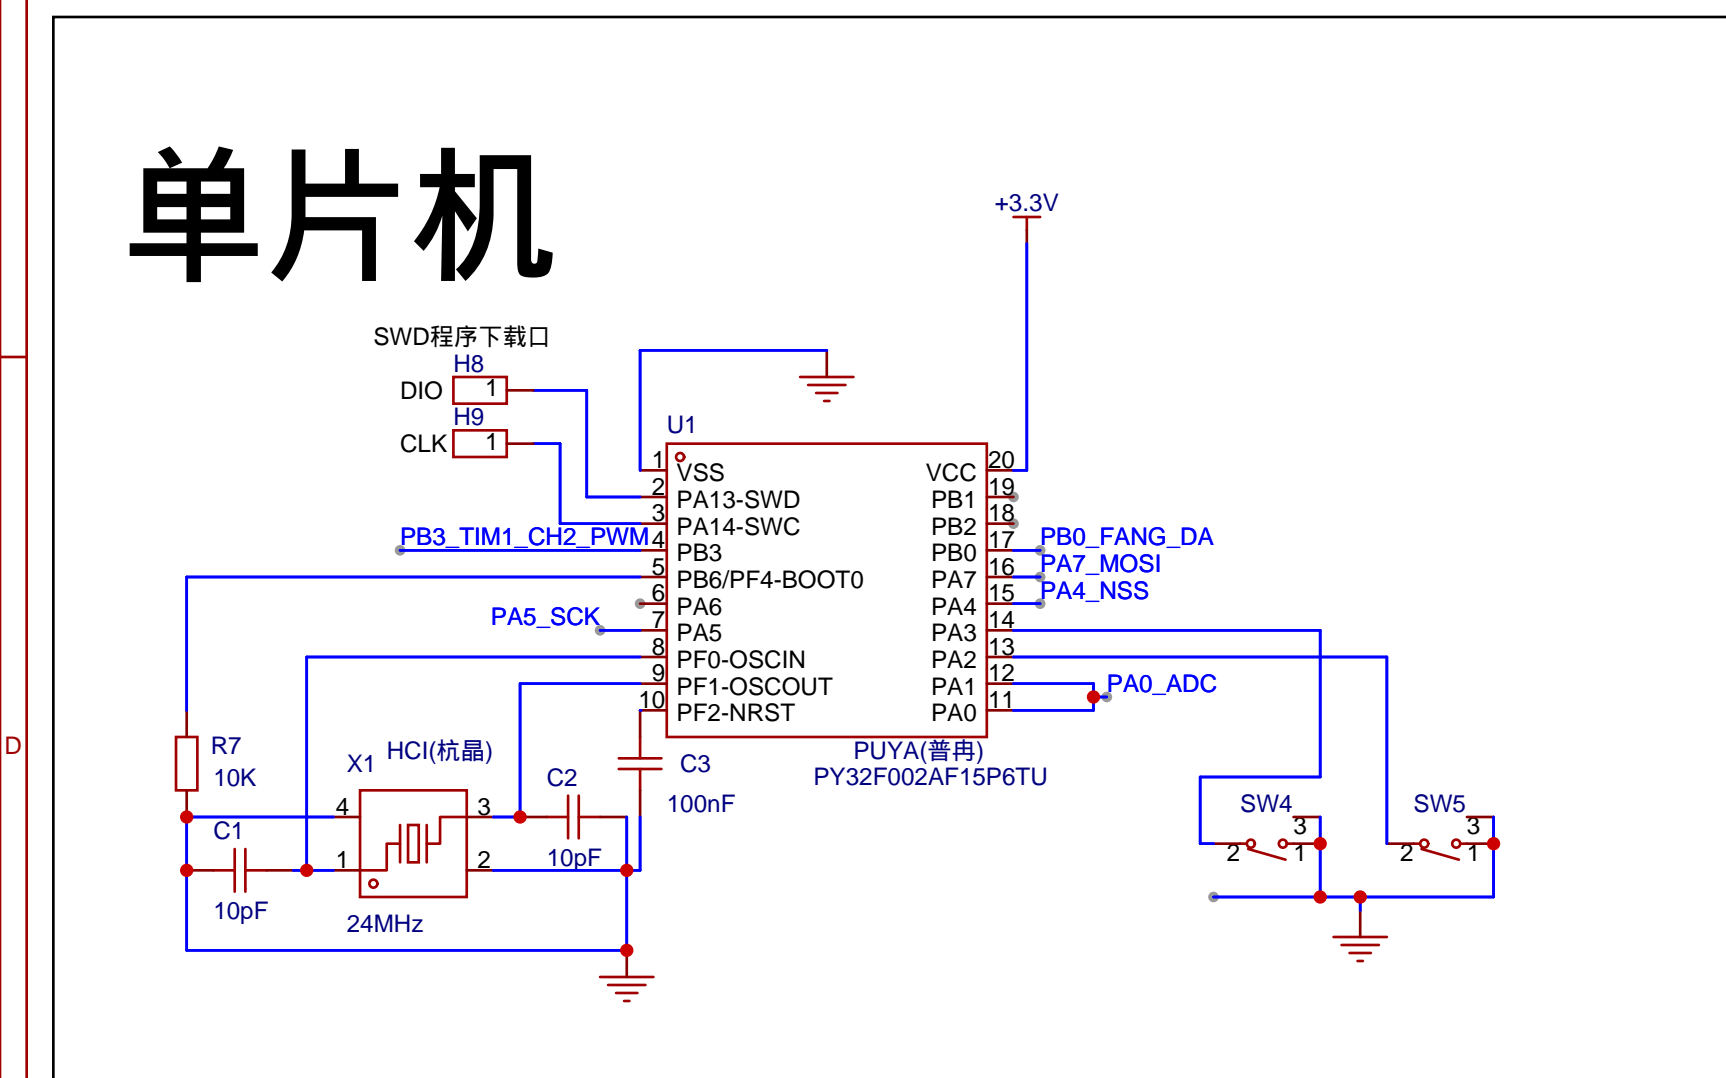 单片机
+3.3V
SWD程序下载口
H8
DIO 1
H9
CLK 1
U1
1 VSS VCC 20
2 PA13-SWD PB1 19
3 PA14-SWC PB2 18
PB3_TIM1_CH2_PWM 4 PB3 PB0 17 PB0_FANG_DA
5 PB6/PF4-BOOT0 PA7 16 PA7_MOSI
6 PA6 PA4 15 PA4_NSS
PA5_SCK 7 PA5 PA3 14
8 PF0-OSCIN PA2 13
9 PF1-OSCOUT PA1 12 PA0_ADC
10 PF2-NRST PA0 11
D
PUYA(普冉)
PY32F002AF15P6TU
R7
10K
X1 HCI(杭晶)
4 3
1 2
24MHz
C1
10pF
C2
10pF
C3
100nF
SW4
3
2 1
SW5
3
2 1